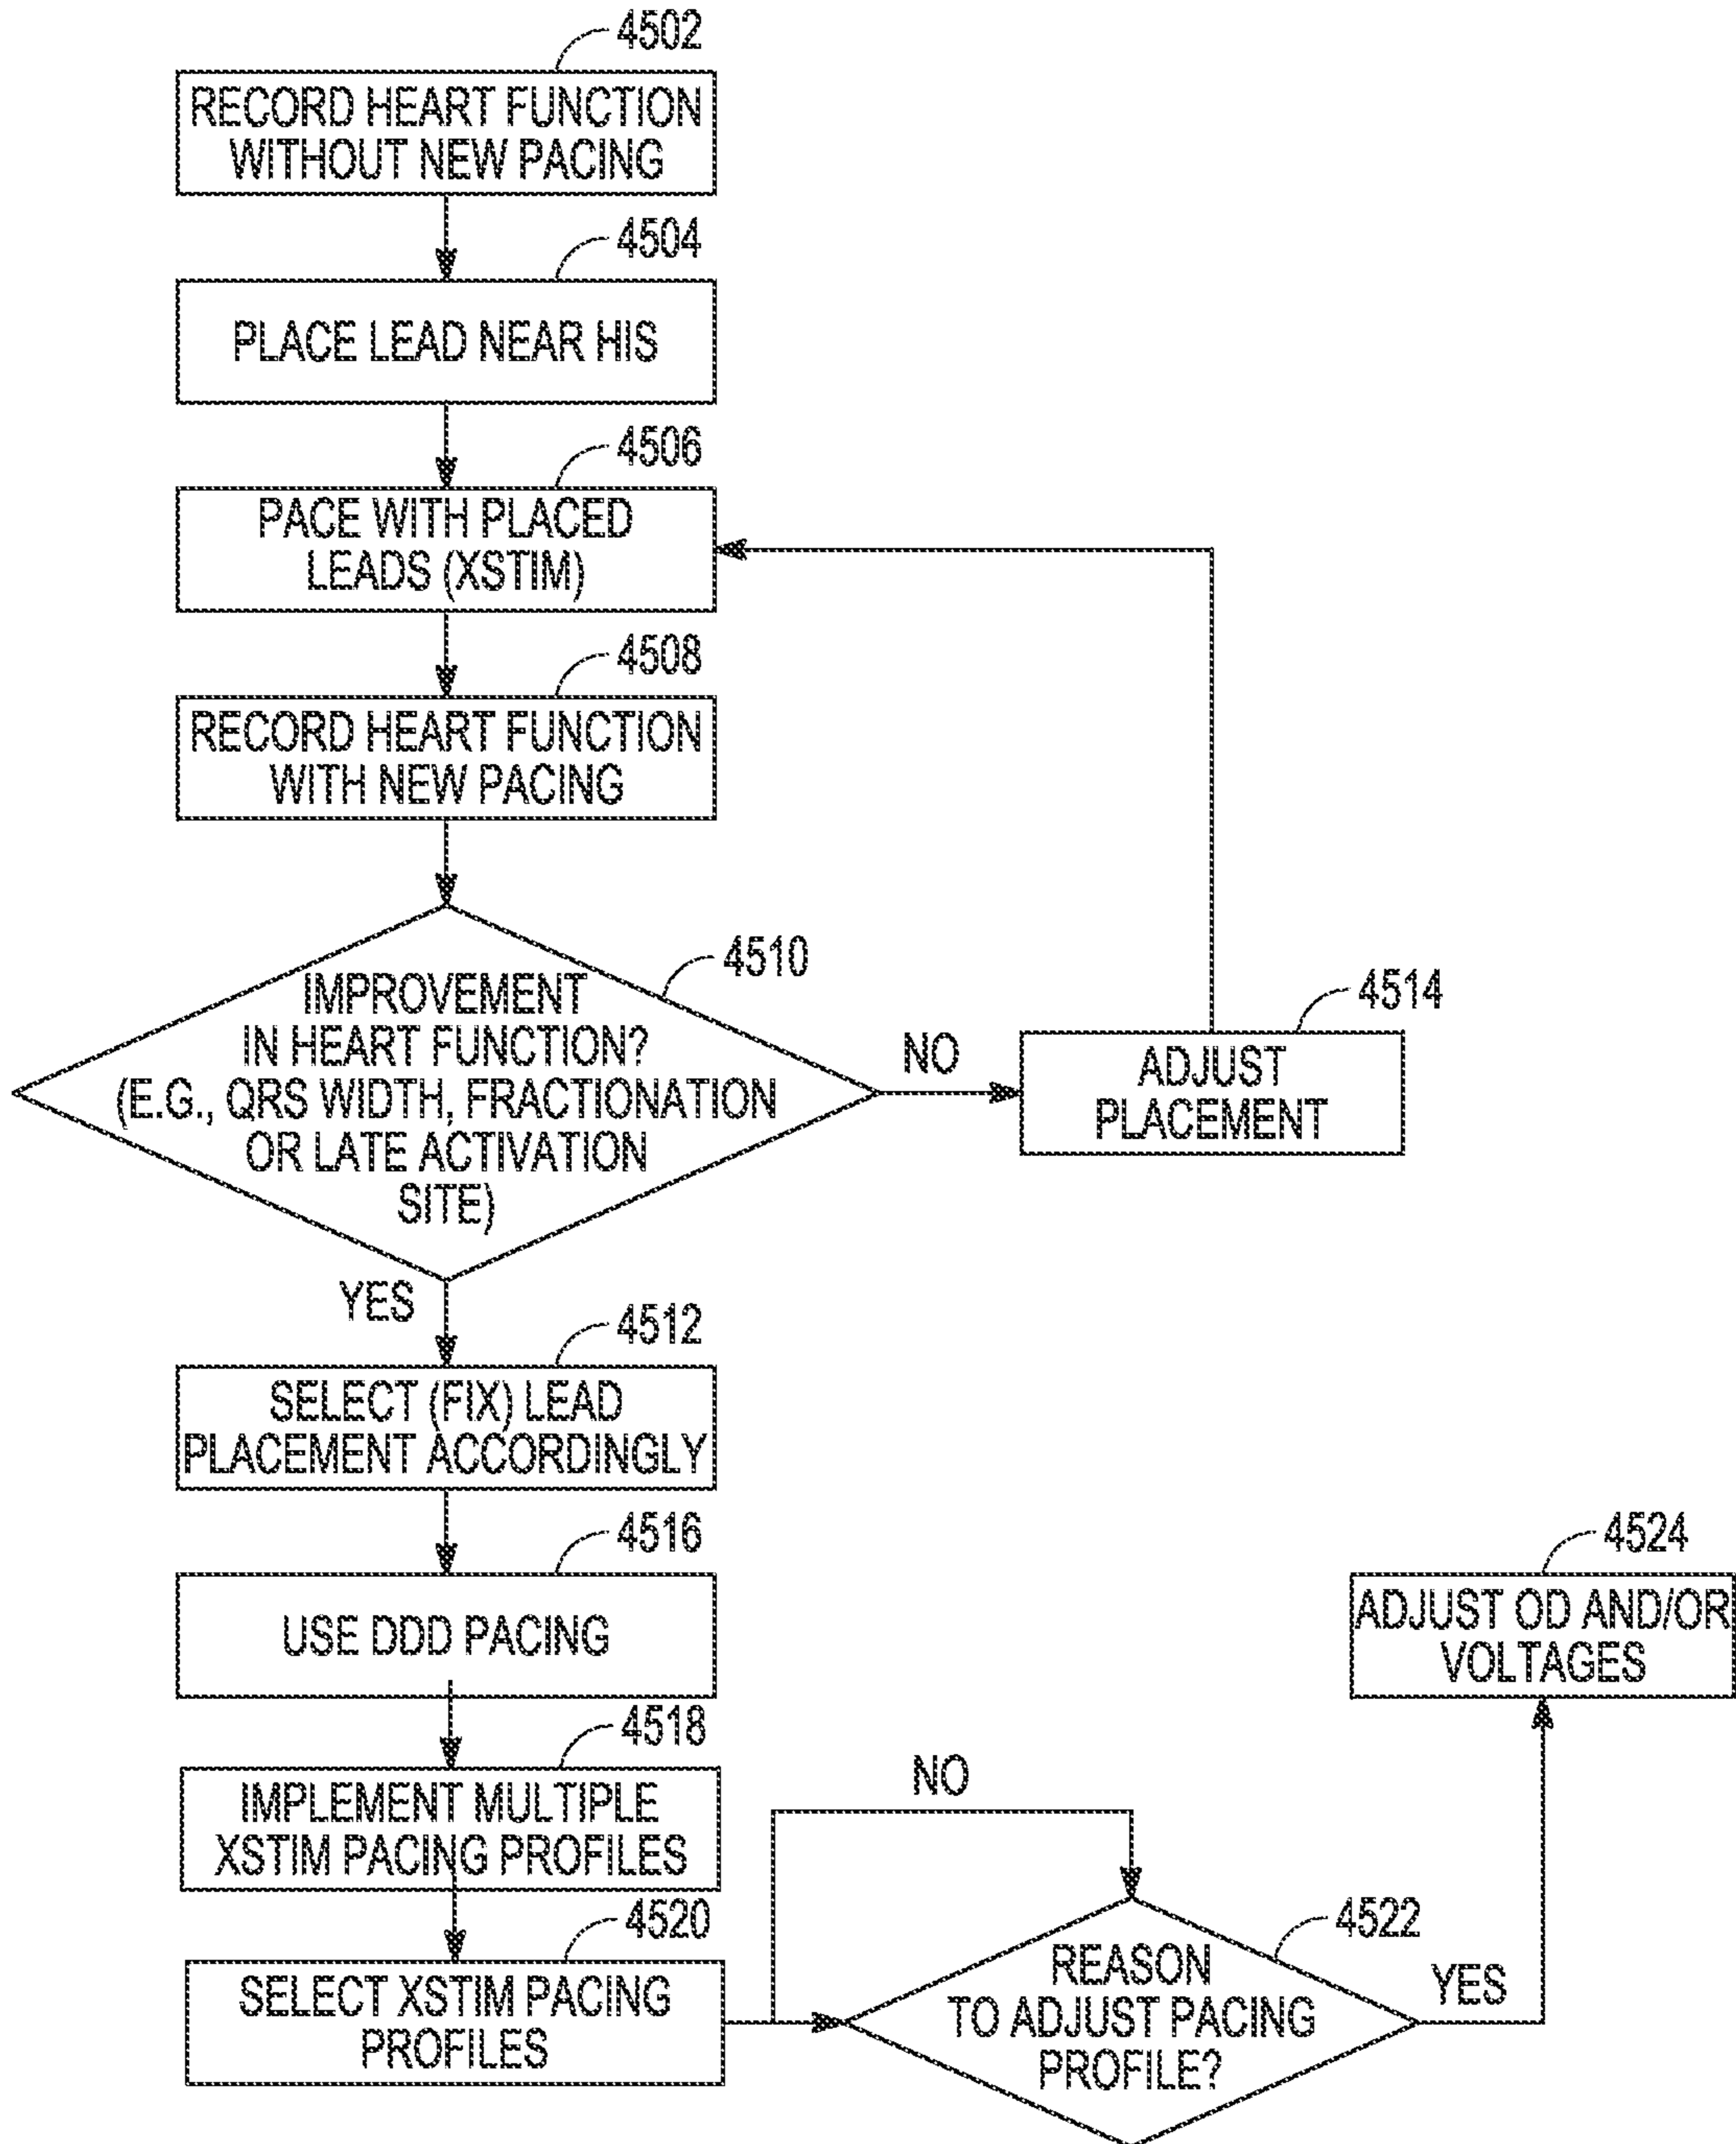 4502
RECORD HEART FUNCTION
WITHOUT NEW PACING
4504
PLACE LEAD NEAR HIS
4506
PACE WITH PLACED
LEADS (XSTIM)
4508
RECORD HEART FUNCTION
WITH NEW PACING
4510
IMPROVEMENT
IN HEART FUNCTION?
(E.G., QRS WIDTH, FRACTIONATION
OR LATE ACTIVATION
SITE)
NO
4514
ADJUST
PLACEMENT
YES
4512
SELECT (FIX) LEAD
PLACEMENT ACCORDINGLY
4516
USE DDD PACING
4518
IMPLEMENT MULTIPLE
XSTIM PACING PROFILES
4520
SELECT XSTIM PACING
PROFILES
NO
4522
REASON
TO ADJUST PACING
PROFILE?
YES
4524
ADJUST OD AND/OR
VOLTAGES